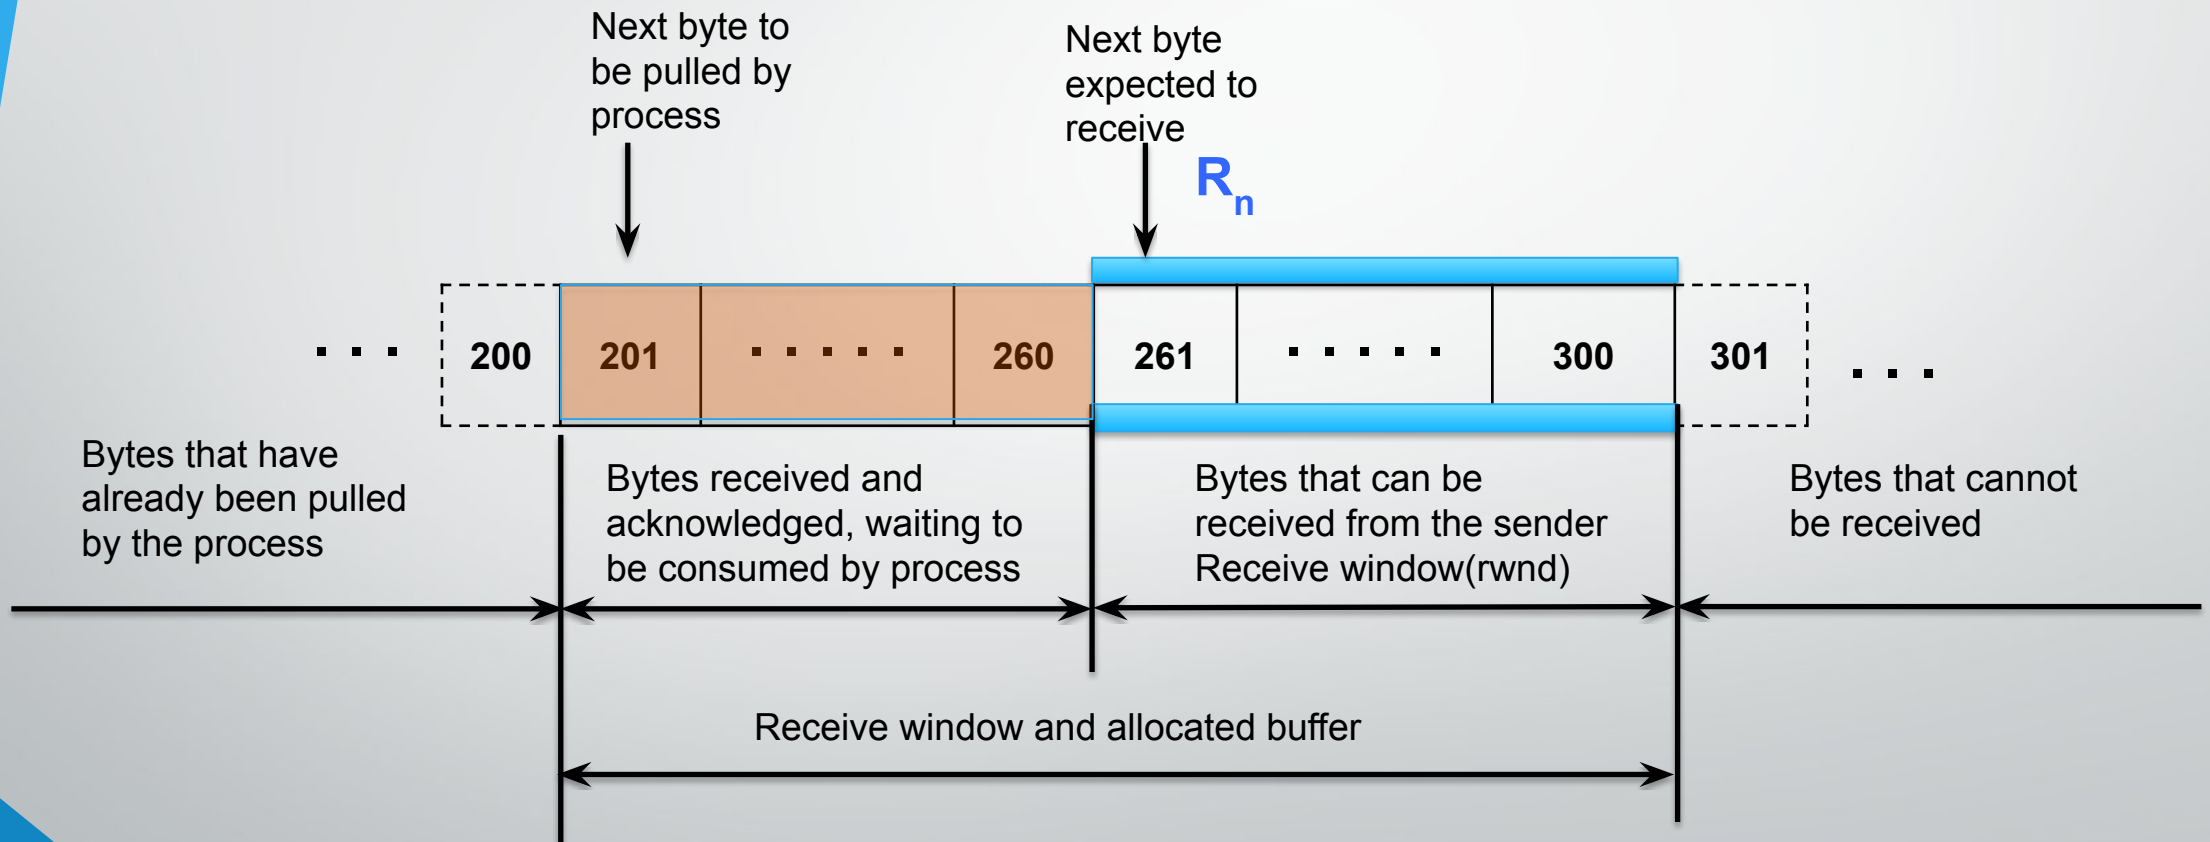 Next byte to
be pulled by
process
Next byte
expected to
receive
Rn
. . . 200 201 . . . . . 260 261 . . . . . 300 301 . . .
Bytes that have
already been pulled
by the process
Bytes received and
acknowledged, waiting to
be consumed by process
Bytes that can be
received from the sender
Receive window(rwnd)
Bytes that cannot
be received
Receive window and allocated buffer